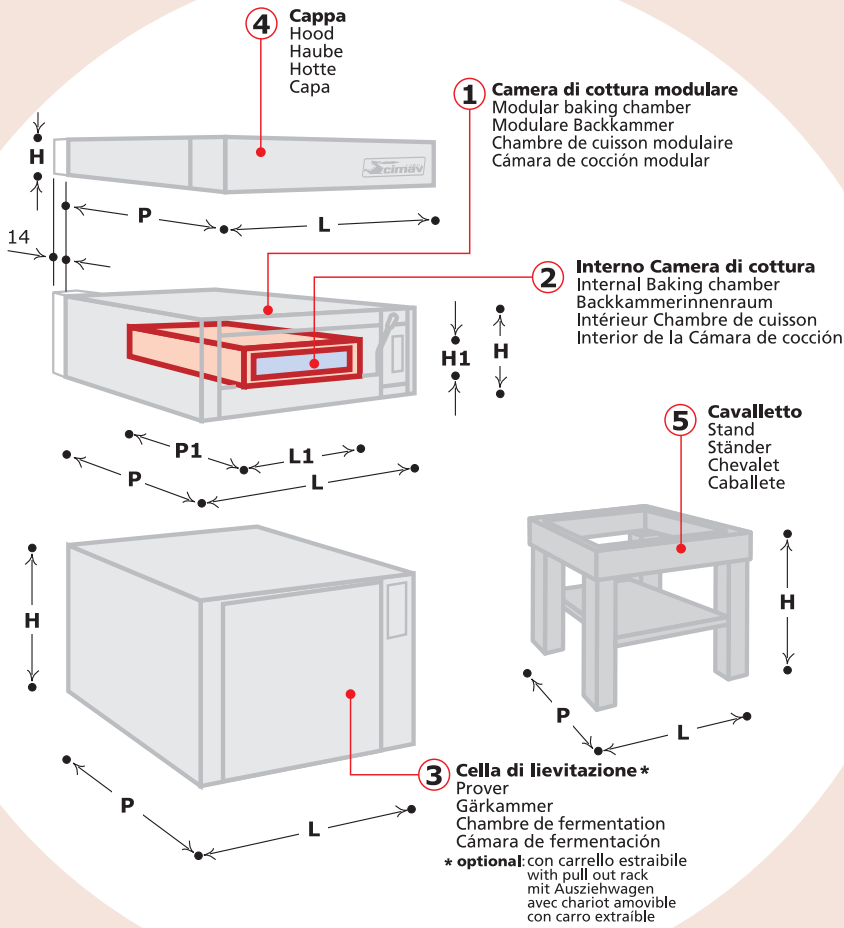 4 Cappa
Hood
Haube
Hotte
Capa
1 Camera di cottura modulare
Modular baking chamber
Modulare Backkammer
Chambre de cuisson modulaire
Cámara de cocción modular
H
cimav
P
L
14
2 Interno Camera di cottura
Internal Baking chamber
Backkammerinnenraum
Intérieur Chambre de cuisson
Interior de la Cámara de cocción
H1
H
P1
L1
P
L
5 Cavalletto
Stand
Ständer
Chevalet
Caballete
H
H
P
L
P
L
3 Cella di lievitazione*
Prover
Gärkammer
Chambre de fermentation
Cámara de fermentación
* optional: con carrello estraibile
with pull out rack
mit Ausziehwagen
avec chariot amovible
con carro extraíble